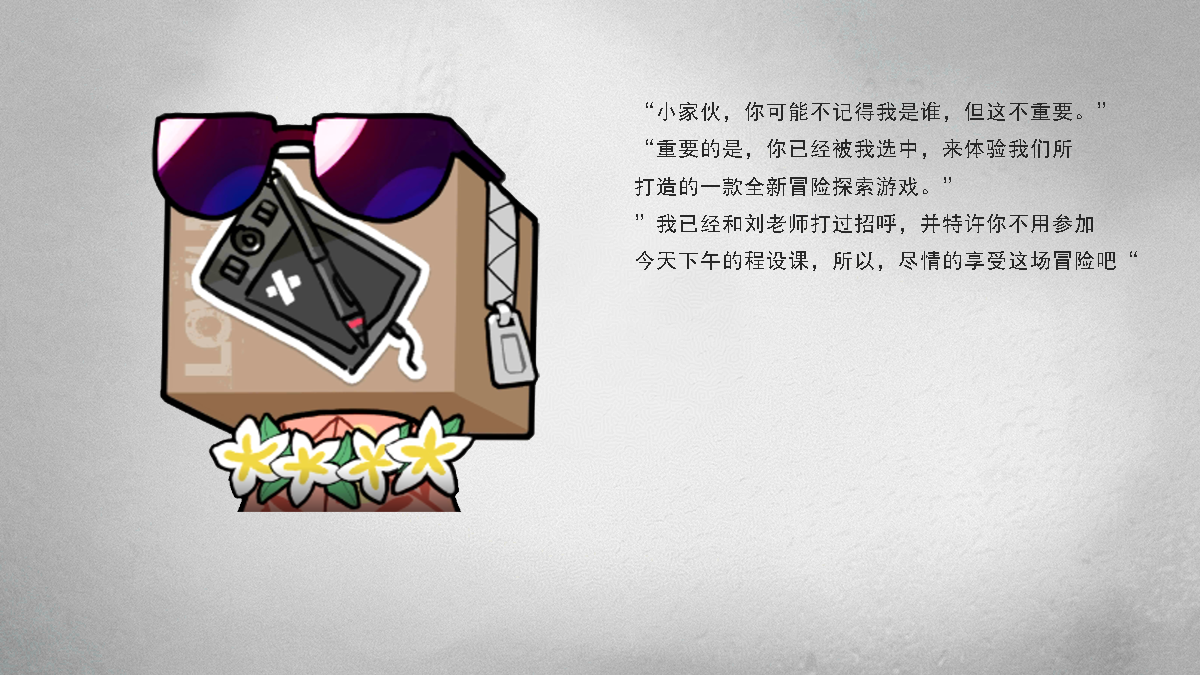 “小家伙，你可能不记得我是谁，但这不重要。”
“重要的是，你已经被我选中，来体验我们所
打造的一款全新冒险探索游戏。”
”我已经和刘老师打过招呼，并特许你不用参加
今天下午的程设课，所以，尽情的享受这场冒险吧“